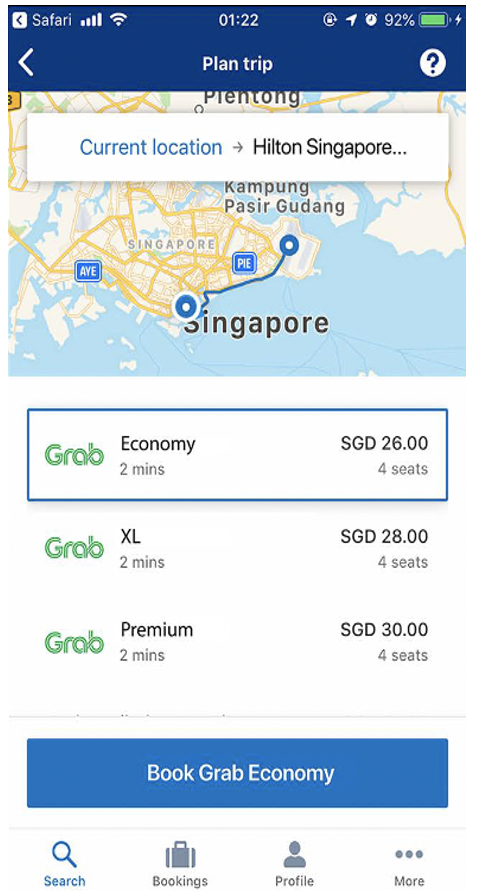 Safari 01:22 92%
Plan trip ?
Plentong
Current location → Hilton Singapore...
Kampung
Pasir Gudang
SINGAPORE
PIE
AYE
Singapore
Grab Economy SGD 26.00
2 mins 4 seats
Grab XL SGD 28.00
2 mins 4 seats
Grab Premium SGD 30.00
2 mins 4 seats
Book Grab Economy
Search Bookings Profile More